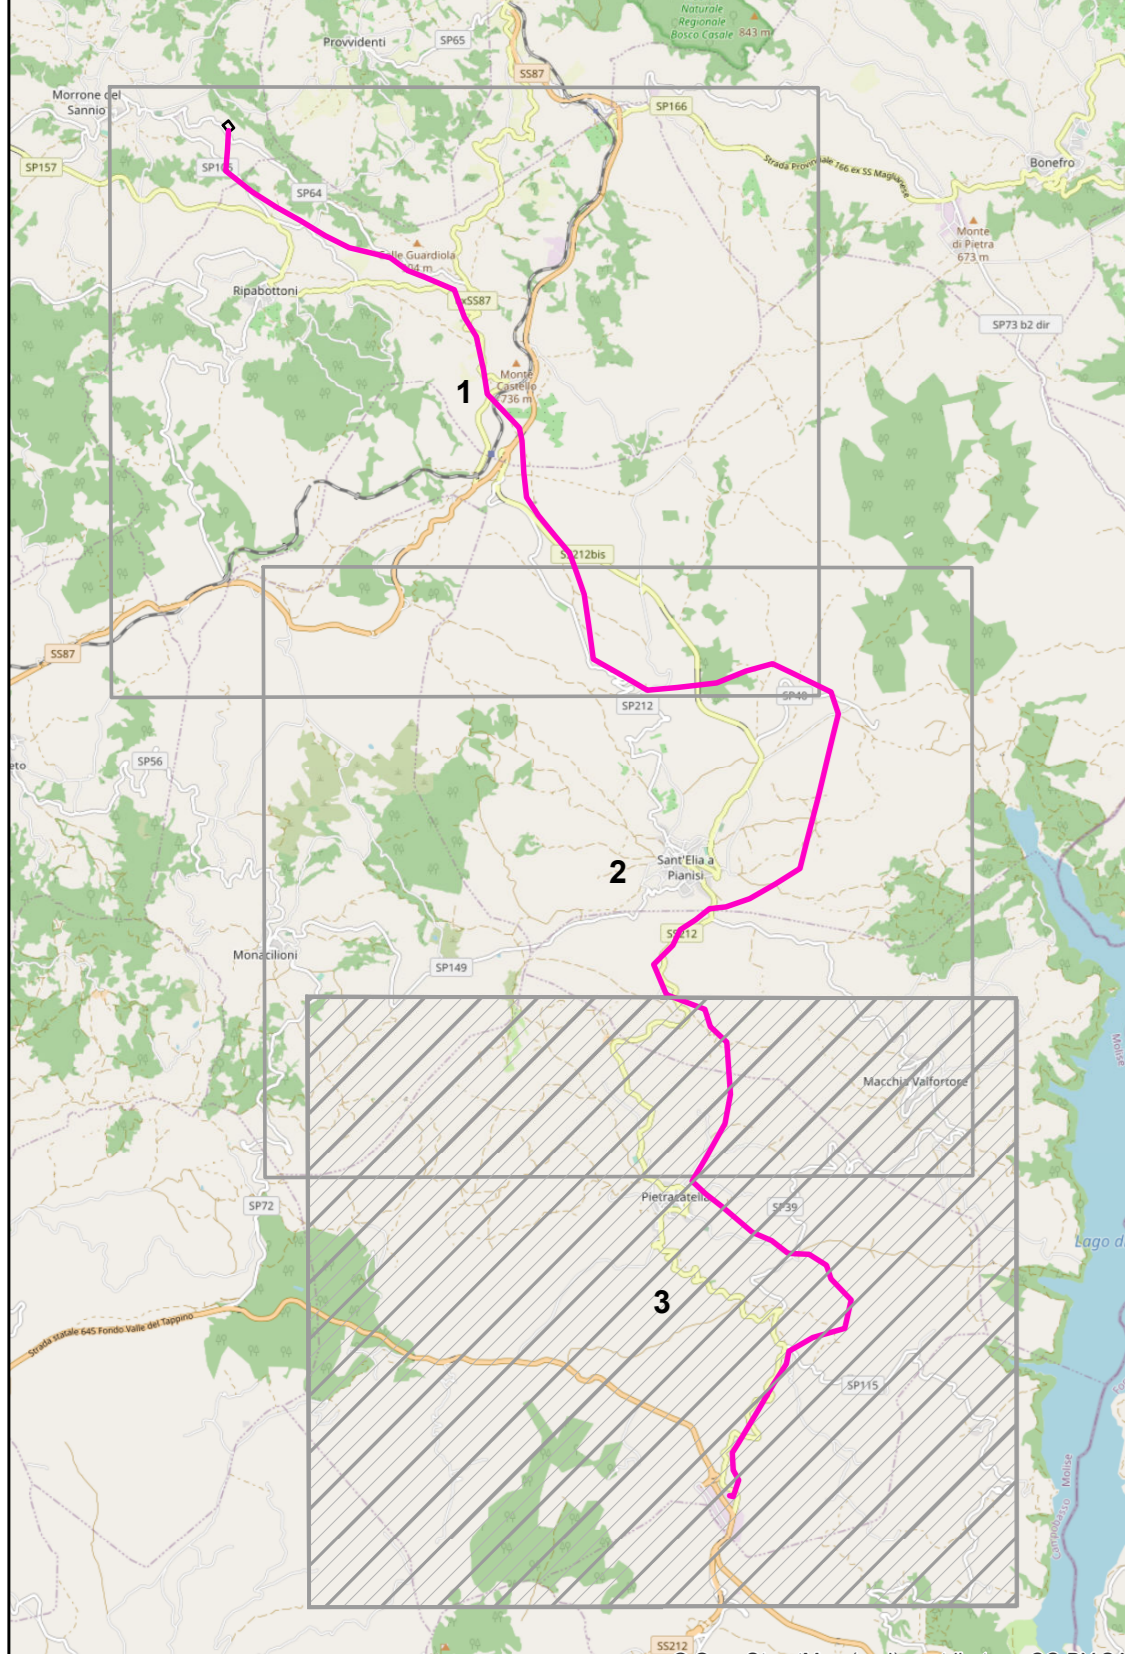 Naturale
Regionale
Bosco Casale
843 m
Provvidenti
SP65
SS87
Morrone del
Sannio
SP166
Strada Provinciale 166 ex SS Maglianese
Bonefro
SP157
SP64
Monte
di Pietra
673 m
Colle Guardiola
Ripabottoni
exSS87
SP73 b2 dir
Monte
Castello
736 m
1
SS212bis
SS87
SP40
SP212
SP56
Sant'Elia a
Pianisi
2
SS212
Monacilioni
SP149
Molise
Macchia Valfortore
Pietracatella
SP72
SP39
Lago di
3
Strada statale 645 Fondo Valle del Tappino
SP115
Molise
Campobasso
SS212